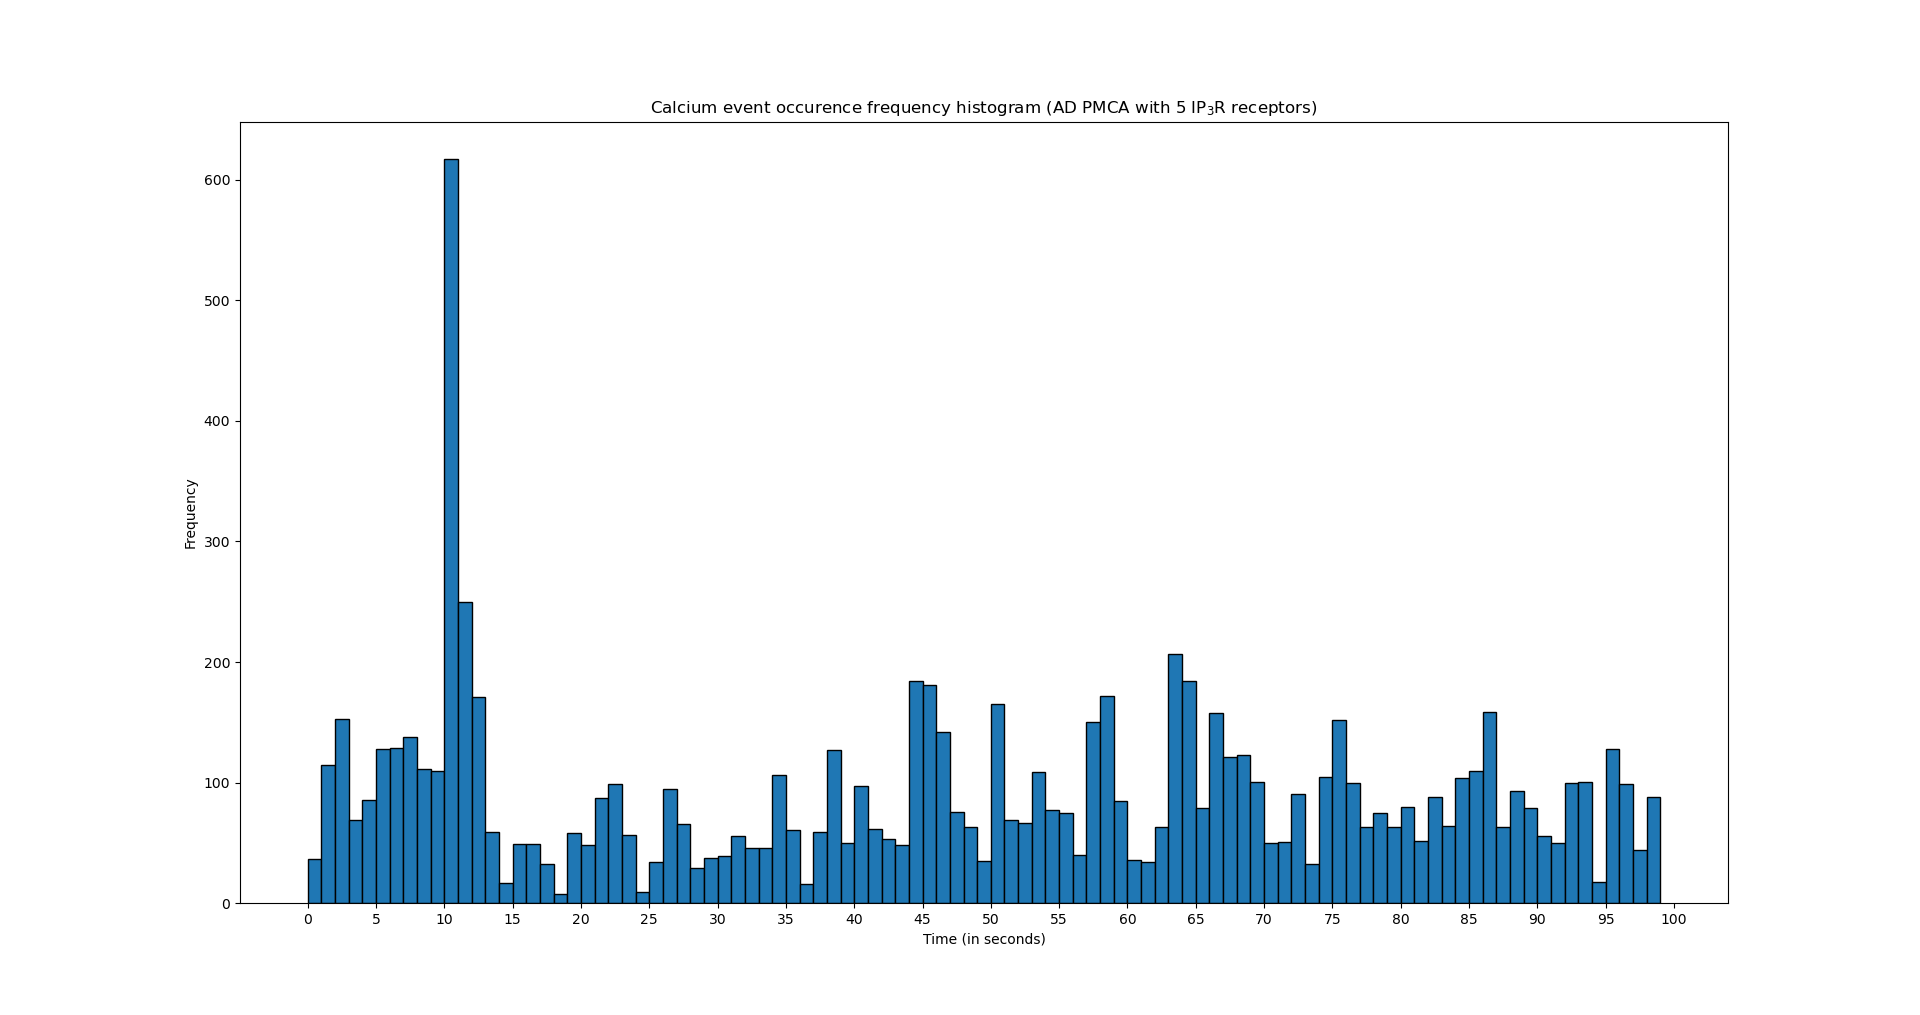 Calcium event occurence frequency histogram (AD PMCA with 5 IP₃R receptors)
600
500
400
300
200
100
0
Frequency
0 5 10 15 20 25 30 35 40 45 50 55 60 65 70 75 80 85 90 95 100
Time (in seconds)